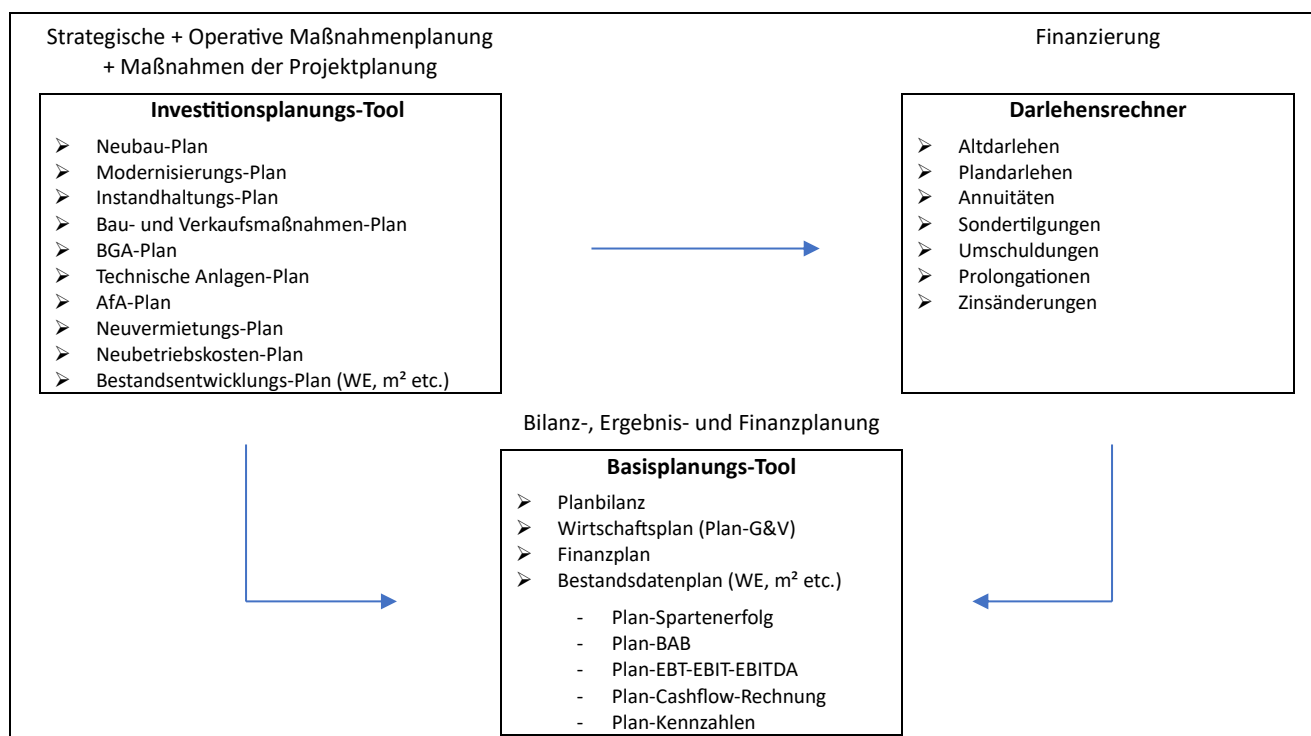 Strategische + Operative Maßnahmenplanung
+ Maßnahmen der Projektplanung
Investitionsplanungs-Tool
➢ Neubau-Plan
➢ Modernisierungs-Plan
➢ Instandhaltungs-Plan
➢ Bau- und Verkaufsmaßnahmen-Plan
➢ BGA-Plan
➢ Technische Anlagen-Plan
➢ AfA-Plan
➢ Neuvermietungs-Plan
➢ Neubetriebskosten-Plan
➢ Bestandsentwicklungs-Plan (WE, m² etc.)
Finanzierung
Darlehensrechner
➢ Altdarlehen
➢ Plandarlehen
➢ Annuitäten
➢ Sondertilgungen
➢ Umschuldungen
➢ Prolongationen
➢ Zinsänderungen
Bilanz-, Ergebnis- und Finanzplanung
Basisplanungs-Tool
➢ Planbilanz
➢ Wirtschaftsplan (Plan-G&V)
➢ Finanzplan
➢ Bestandsdatenplan (WE, m² etc.)
- Plan-Spartenerfolg
- Plan-BAB
- Plan-EBT-EBIT-EBITDA
- Plan-Cashflow-Rechnung
- Plan-Kennzahlen